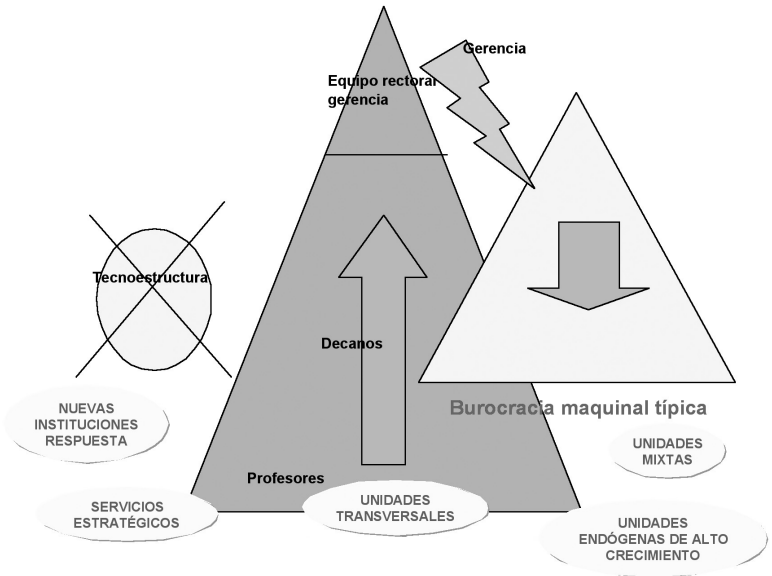 Gerencia
Equipo rectoral
gerencia
Tecnoestructura
Decanos
Burocracia maquinal típica
NUEVAS
INSTITUCIONES
RESPUESTA
UNIDADES
MIXTAS
Profesores
SERVICIOS
ESTRATÉGICOS
UNIDADES
TRANSVERSALES
UNIDADES
ENDÓGENAS DE ALTO
CRECIMIENTO